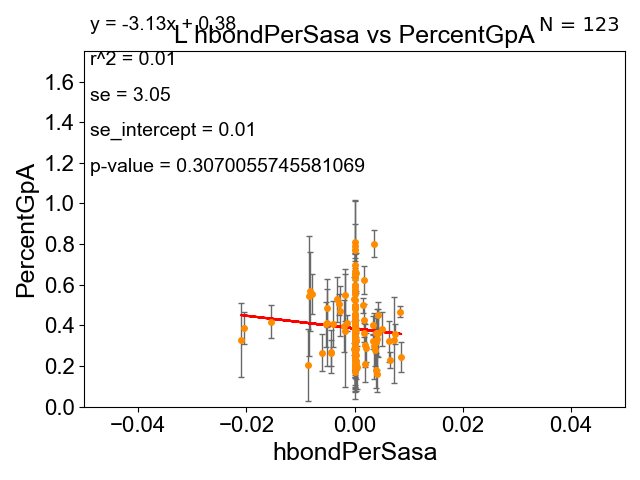 y = -3.13x + 0.38
N = 123
L hbondPerSasa vs PercentGpA
r^2 = 0.01
se = 3.05
se_intercept = 0.01
p-value = 0.3070055745581069
PercentGpA
1.6
1.4
1.2
1.0
0.8
0.6
0.4
0.2
0.0
−0.04
−0.02
0.00
0.02
0.04
hbondPerSasa